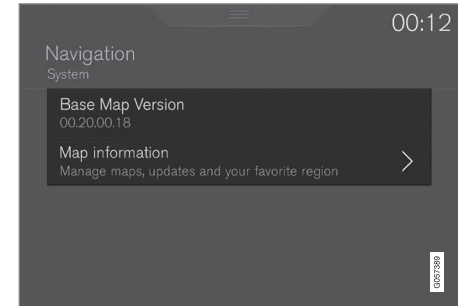 00:12
Navigation
System
Base Map Version
00.20.00.18
Map information
Manage maps, updates and your favorite region
G057389